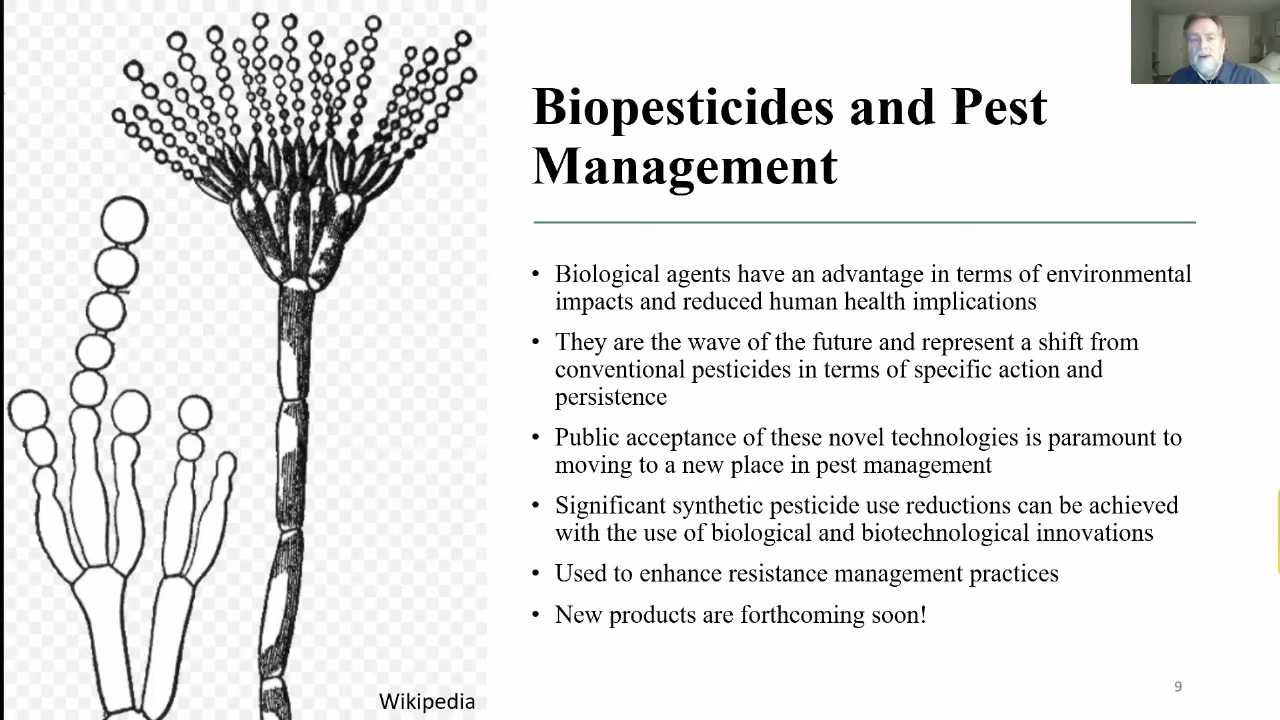 Biopesticides and Pest
Management
• Biological agents have an advantage in terms of environmental
impacts and reduced human health implications
• They are the wave of the future and represent a shift from
conventional pesticides in terms of specific action and
persistence
• Public acceptance of these novel technologies is paramount to
moving to a new place in pest management
• Significant synthetic pesticide use reductions can be achieved
with the use of biological and biotechnological innovations
• Used to enhance resistance management practices
• New products are forthcoming soon!
Wikipedia
9